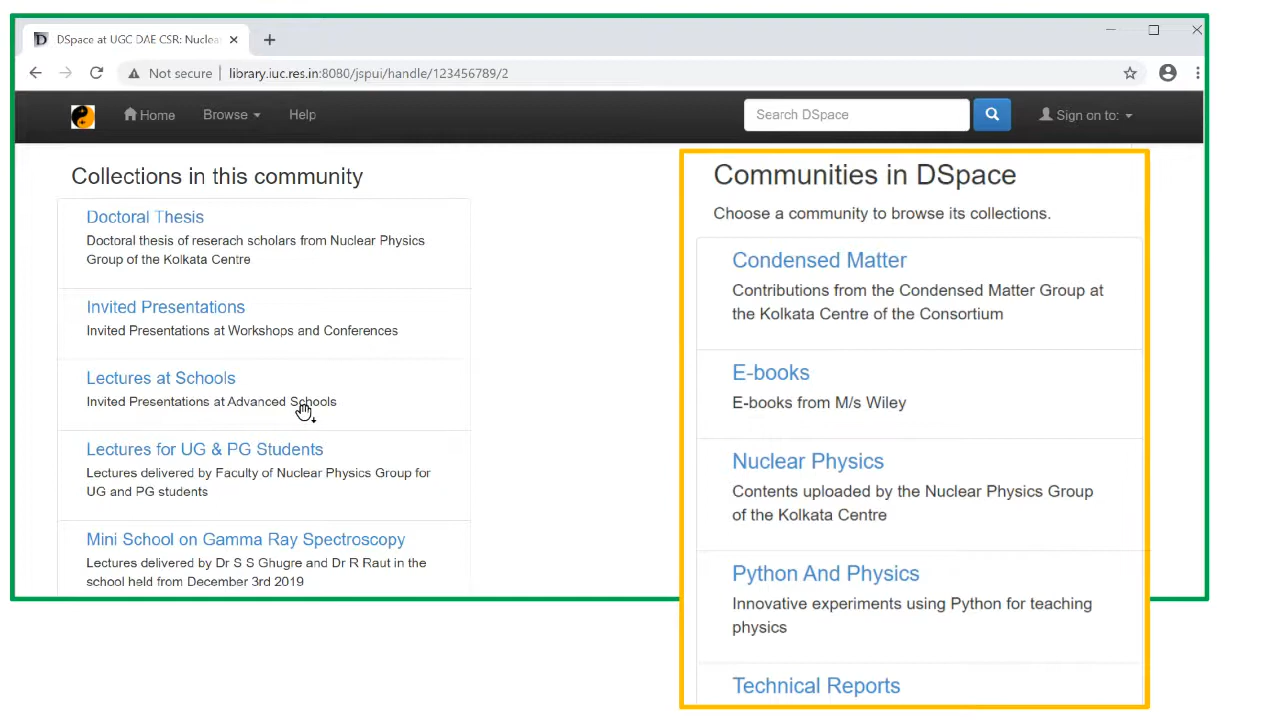 DSpace at UGC DAE CSR: Nuclea
Not secure | library.iuc.res.in:8080/jspui/handle/123456789/2
Home Browse Help Search DSpace Sign on to:
Collections in this community
Doctoral Thesis
Doctoral thesis of reserach scholars from Nuclear Physics
Group of the Kolkata Centre
Invited Presentations
Invited Presentations at Workshops and Conferences
Lectures at Schools
Invited Presentations at Advanced Schools
Lectures for UG & PG Students
Lectures delivered by Faculty of Nuclear Physics Group for
UG and PG students
Mini School on Gamma Ray Spectroscopy
Lectures delivered by Dr S S Ghugre and Dr R Raut in the
school held from December 3rd 2019
Communities in DSpace
Choose a community to browse its collections.
Condensed Matter
Contributions from the Condensed Matter Group at
the Kolkata Centre of the Consortium
E-books
E-books from M/s Wiley
Nuclear Physics
Contents uploaded by the Nuclear Physics Group
of the Kolkata Centre
Python And Physics
Innovative experiments using Python for teaching
physics
Technical Reports